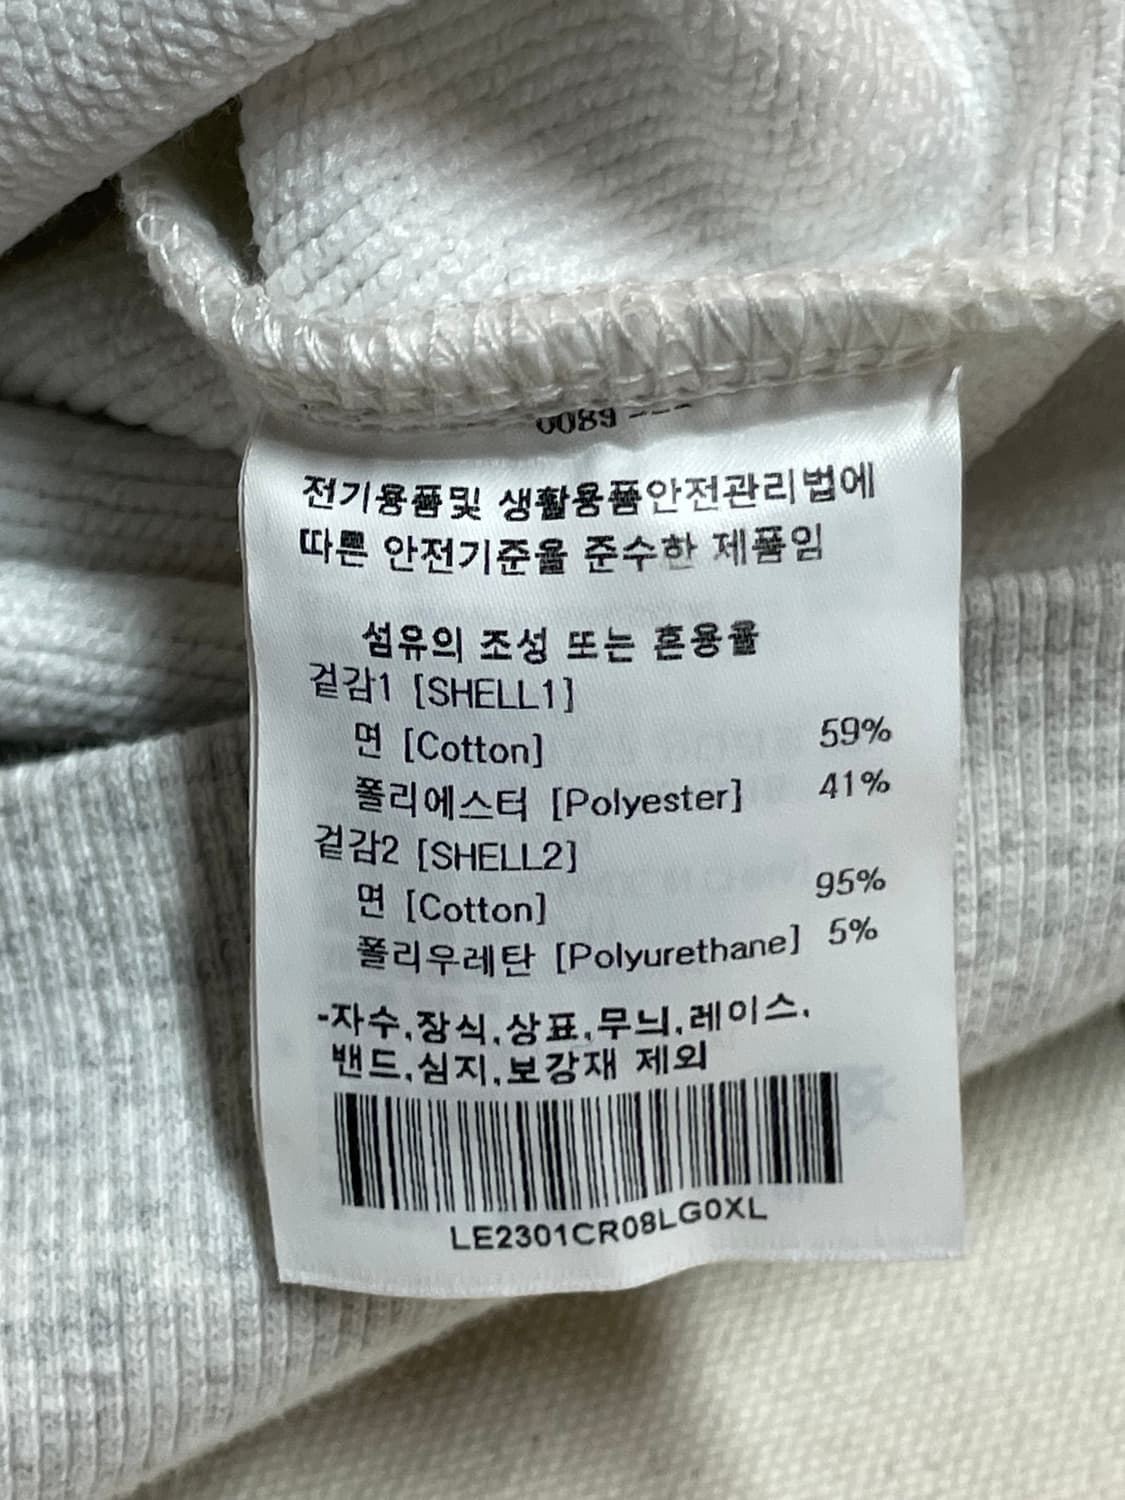 0089
전기용품및 생활용품안전관리법에
따른 안전기준을 준수한 제품임
섬유의 조성 또는 혼용율
겉감1 [SHELL1]
면 [Cotton] 59%
폴리에스터 [Polyester] 41%
겉감2 [SHELL2]
면 [Cotton] 95%
폴리우레탄 [Polyurethane] 5%
-자수,장식,상표,무늬,레이스,
밴드,심지,보강재 제외
LE2301CR08LG0XL